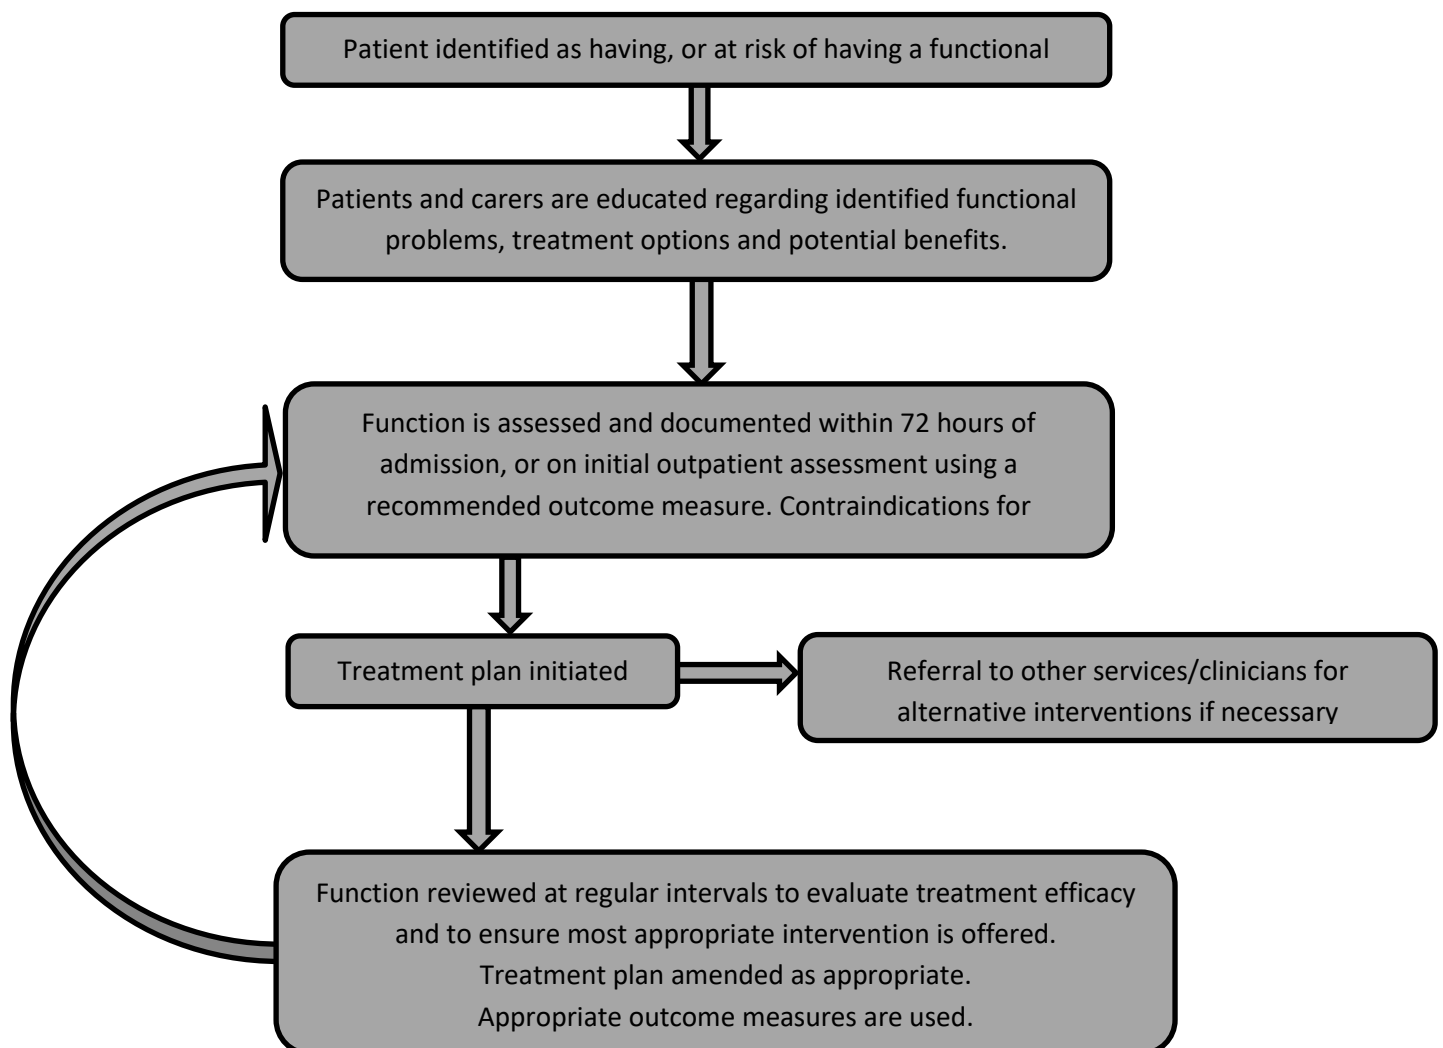 Patient identified as having, or at risk of having a functional
Patients and carers are educated regarding identified functional
problems, treatment options and potential benefits.
Function is assessed and documented within 72 hours of
admission, or on initial outpatient assessment using a
recommended outcome measure. Contraindications for
Treatment plan initiated
Referral to other services/clinicians for
alternative interventions if necessary
Function reviewed at regular intervals to evaluate treatment efficacy
and to ensure most appropriate intervention is offered.
Treatment plan amended as appropriate.
Appropriate outcome measures are used.